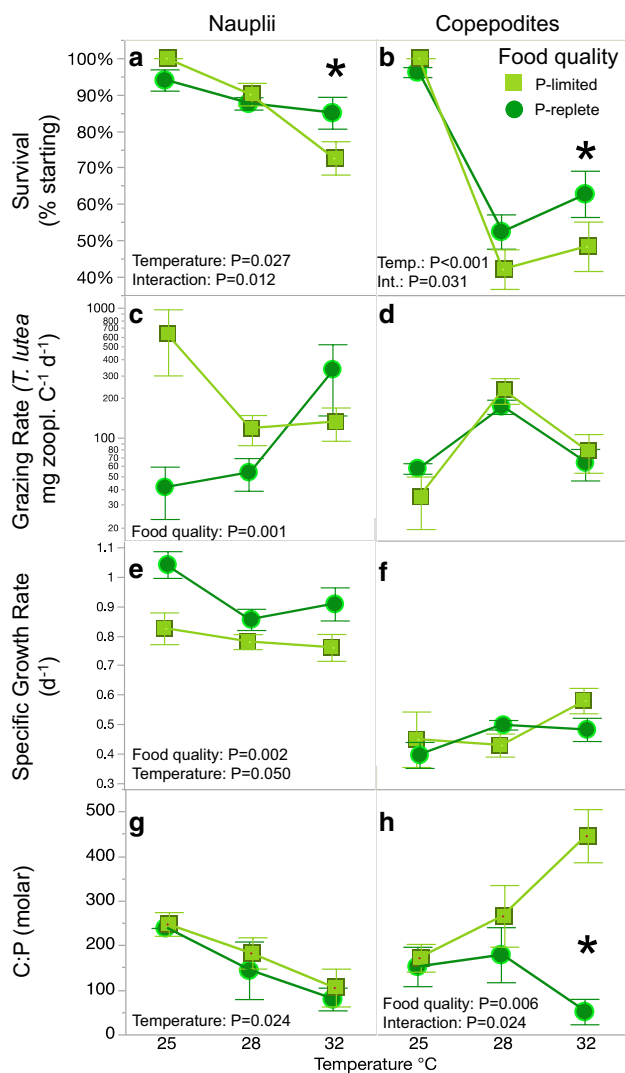 Nauplii
Copepodites
Survival
(% starting)
100%
90%
80%
70%
60%
50%
40%
a
*
Temperature: P=0.027
Interaction: P=0.012
b
Food quality
P-limited
P-replete
*
Temp.: P<0.001
Int.: P=0.031
Grazing Rate (T. lutea
mg zoopl. C-1 d-1)
1000
800
700
600
500
400
300
200
100
80
70
60
50
40
30
20
c
Food quality: P=0.001
d
Specific Growth Rate
(d-1)
1.1
1
0.9
0.8
0.7
0.6
0.5
0.4
0.3
e
Food quality: P=0.002
Temperature: P=0.050
f
C:P (molar)
500
400
300
200
100
0
g
Temperature: P=0.024
h
*
Food quality: P=0.006
Interaction: P=0.024
25
28
32
25
28
32
Temperature °C